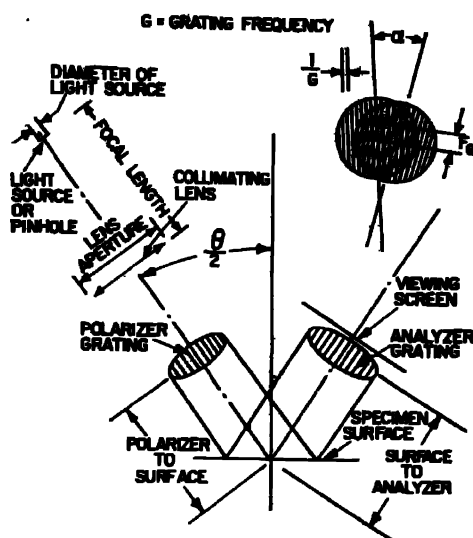 G = GRATING FREQUENCY
DIAMETER OF
LIGHT SOURCE
FOCAL LENGTH
COLLIMATING
LENS
LIGHT
SOURCE
OR
PINHOLE
LENS
APERTURE
θ
2
1
G
α
VIEWING
SCREEN
POLARIZER
GRATING
ANALYZER
GRATING
SPECIMEN
SURFACE
POLARIZER
TO
SURFACE
SURFACE
TO
ANALYZER